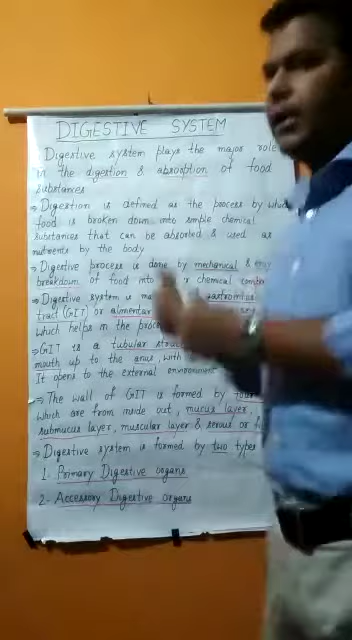 DIGESTIVE SYSTEM
Digestive system plays the major role
in the digestion & absorption of food
substances
⇒ Digestion is defined as the process by
food is broken down into simple chemical
substances that can be absorbed & used as
nutrients by the body
⇒ Digestive process is done by mechanical &
breakdown of food into chemical
⇒ Digestive system is
tract (GIT) or
which helps in the
⇒ GIT is a tubular
mouth up to the anus, with
It opens to the external environment
⇒ The wall of GIT is formed by
which are from inside out, mucus layer,
submucus layer, muscular layer & serous or
⇒ Digestive system is formed by two types
1- Primary Digestive organs
2- Accessory Digestive organs